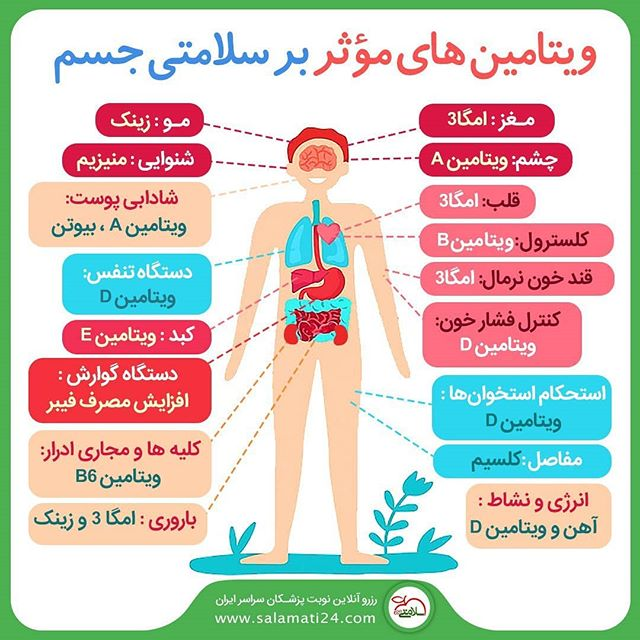 ویتامین های مؤثر بر سلامتی جسم
مغز : امگا3
چشم: ویتامین A
قلب: امگا3
کلسترول:ویتامینB
قند خون نرمال: امگا3
کنترل فشار خون:
ویتامین D
استحکام استخوان‌ها :
ویتامین D
مفاصل:کلسیم
انرژی و نشاط :
آهن و ویتامین D
مـو : زینک
شنوایی : منیزیم
شادابی پوست:
ویتامین A ، بیوتن
دستگاه تنفس:
ویتامین D
کبد : ویتامین E
دستگاه گوارش :
افزایش مصرف فیبر
کلیه ها و مجاری ادرار:
ویتامین B6
باروری : امگا 3 و زینک
رزرو آنلاین نوبت پزشکان سراسر ایران
www.salamati24.com
سلامتی